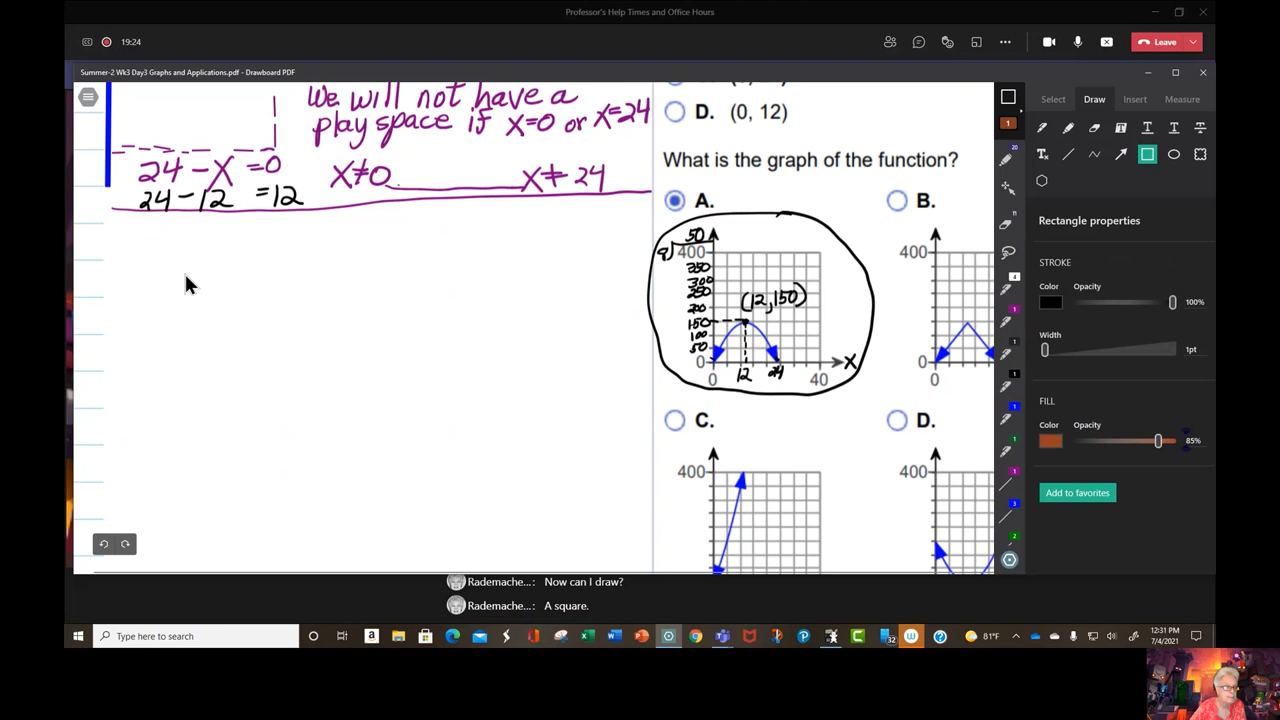 Professor's Help Times and Office Hours
19:24
Leave
Summer-2 Wk3 Day3 Graphs and Applications.pdf - Drawboard PDF
We will not have a
play space if x=0 or x=24
24-x =0
x≠0
x≠24
24-12 =12
D. (0, 12)
What is the graph of the function?
A.
B.
50
8
400
350
300
250
200
150
100
50
0
(12,150)
0
12
24
40
X
400
0
0
C.
D.
400
400
Select
Draw
Insert
Measure
Rectangle properties
STROKE
Color
Opacity
100%
Width
1pt
FILL
Color
Opacity
85%
Add to favorites
Rademache...: Now can I draw?
Rademache...: A square.
Type here to search
81°F
12:31 PM
7/4/2021